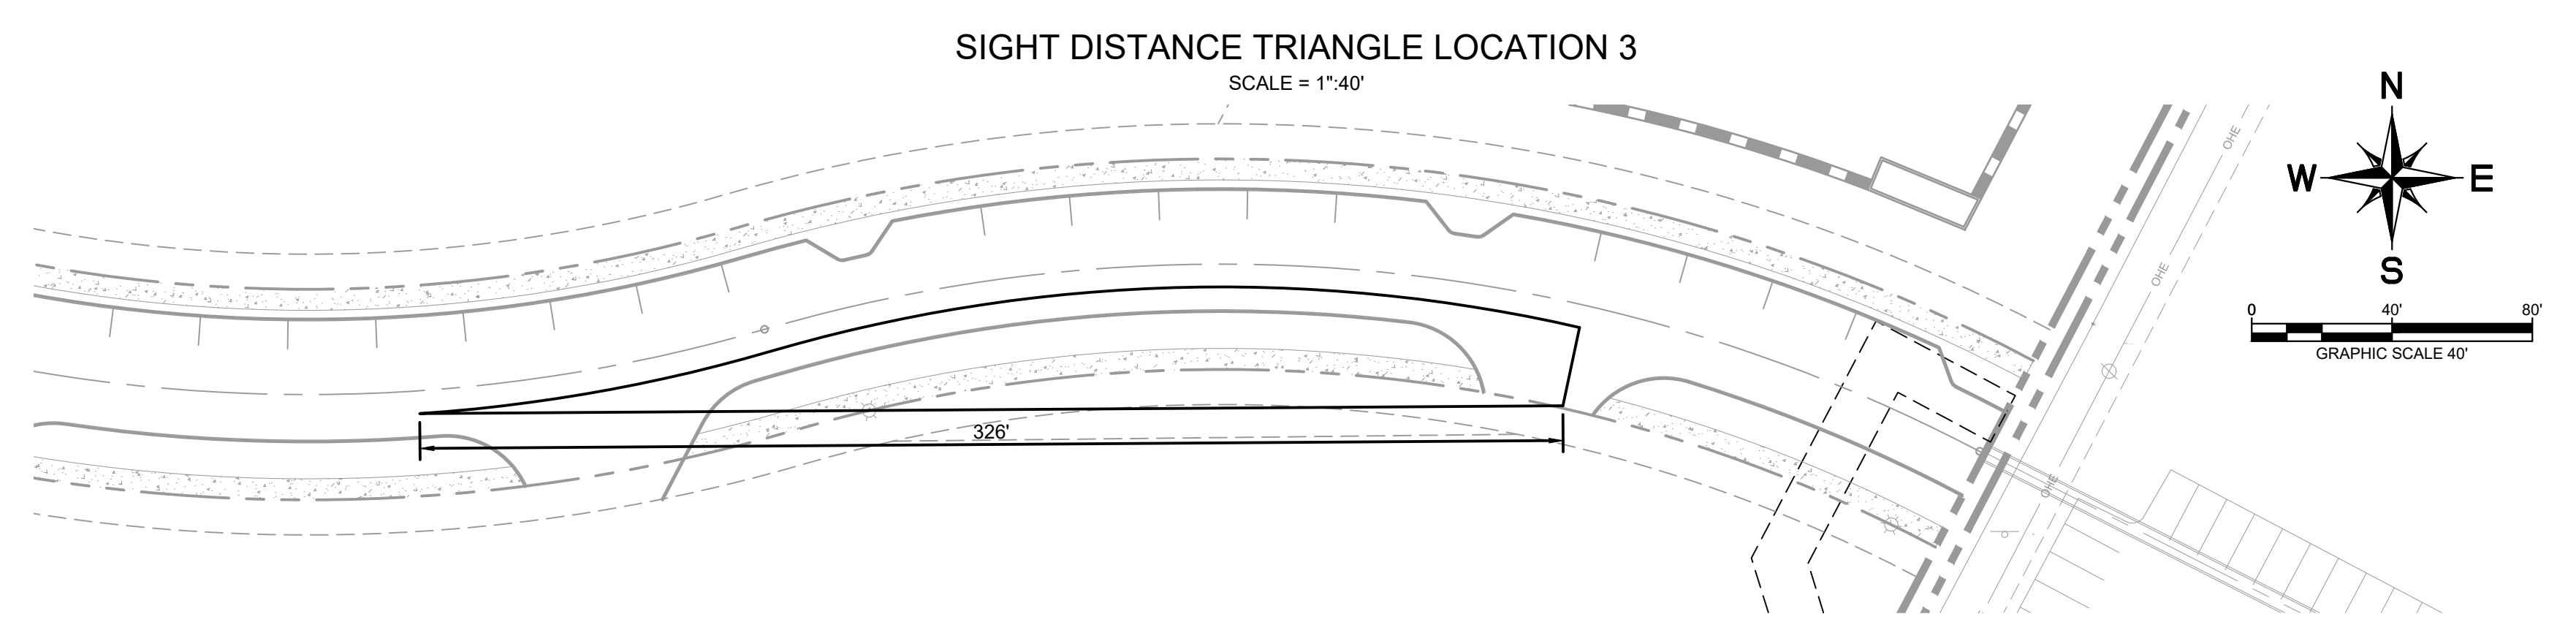 SIGHT DISTANCE TRIANGLE LOCATION 3
SCALE = 1":40'
N
W E
S
0 40' 80'
GRAPHIC SCALE 40'
OHE
OHE
OHE
326'